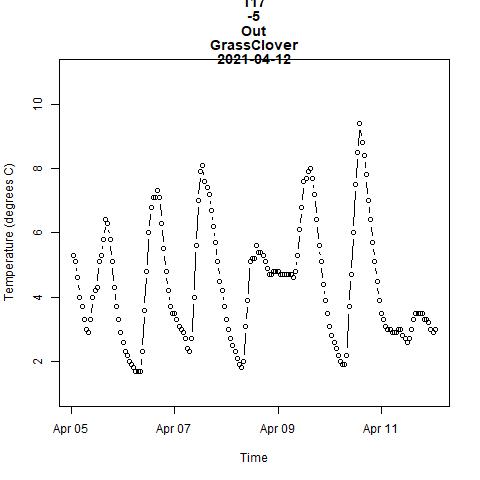 T17
-5
Out
GrassClover
2021-04-12
Temperature (degrees C)
10
8
6
4
2
Apr 05
Apr 07
Apr 09
Apr 11
Time